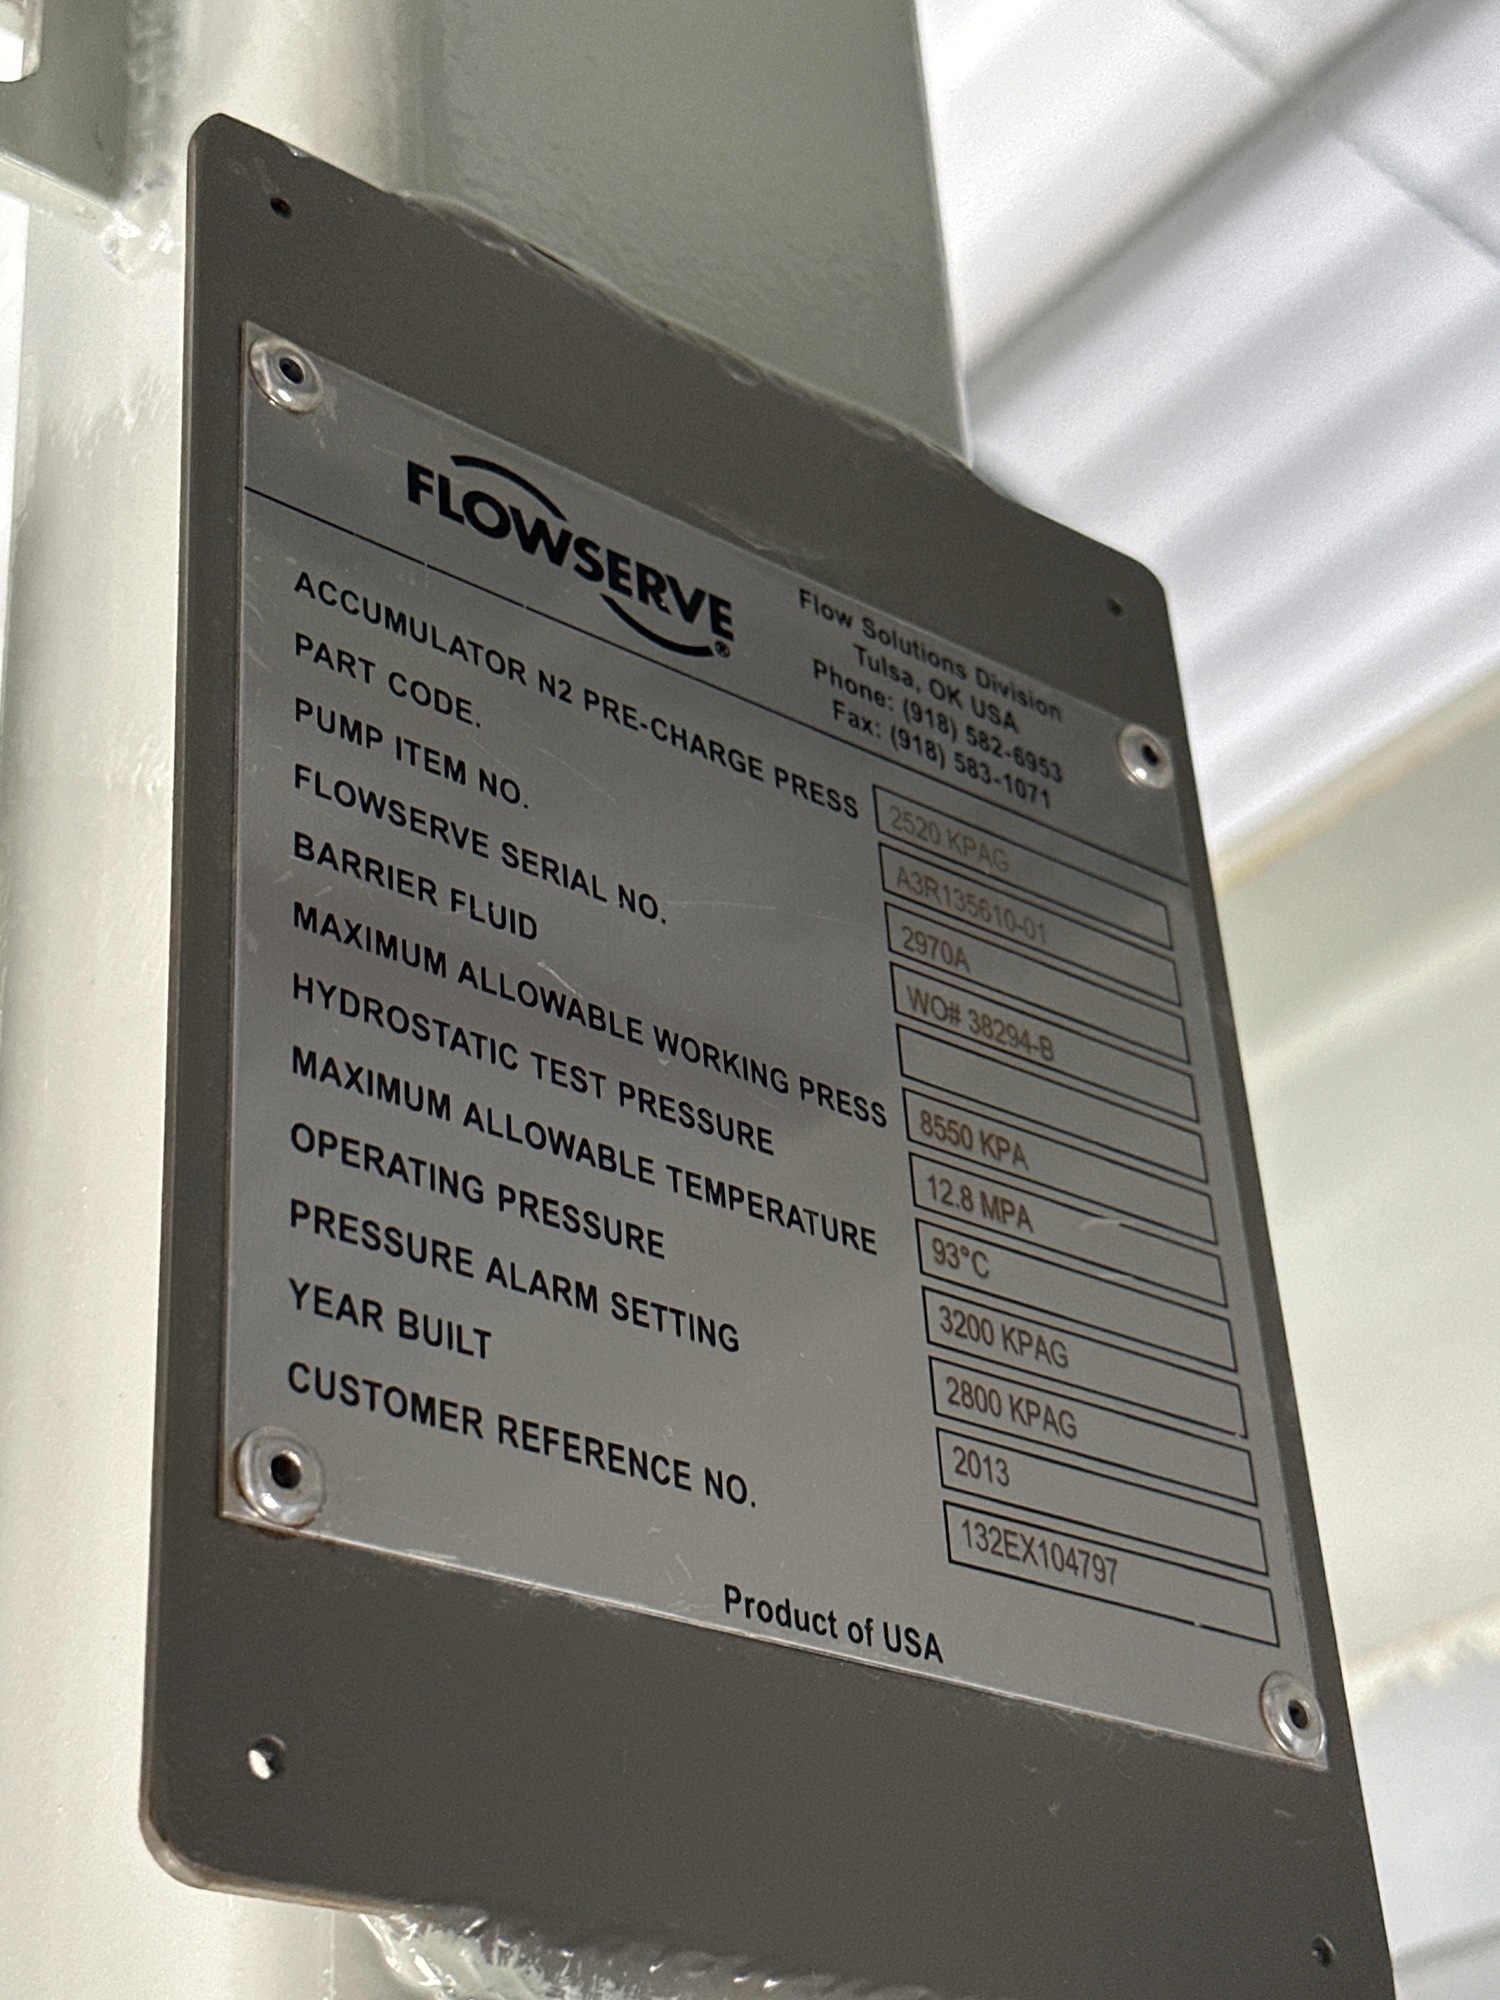 FLOWSERVE®
Flow Solutions Division
Tulsa, OK USA
Phone: (918) 582-6953
Fax: (918) 583-1071
ACCUMULATOR N2 PRE-CHARGE PRESS 2520 KPAG
PART CODE. A3R135610-01
PUMP ITEM NO. 2970A
FLOWSERVE SERIAL NO. WO# 38294-B
BARRIER FLUID
MAXIMUM ALLOWABLE WORKING PRESS 8550 KPA
HYDROSTATIC TEST PRESSURE 12.8 MPA
MAXIMUM ALLOWABLE TEMPERATURE 93°C
OPERATING PRESSURE 3200 KPAG
PRESSURE ALARM SETTING 2800 KPAG
YEAR BUILT 2013
CUSTOMER REFERENCE NO. 132EX104797
Product of USA